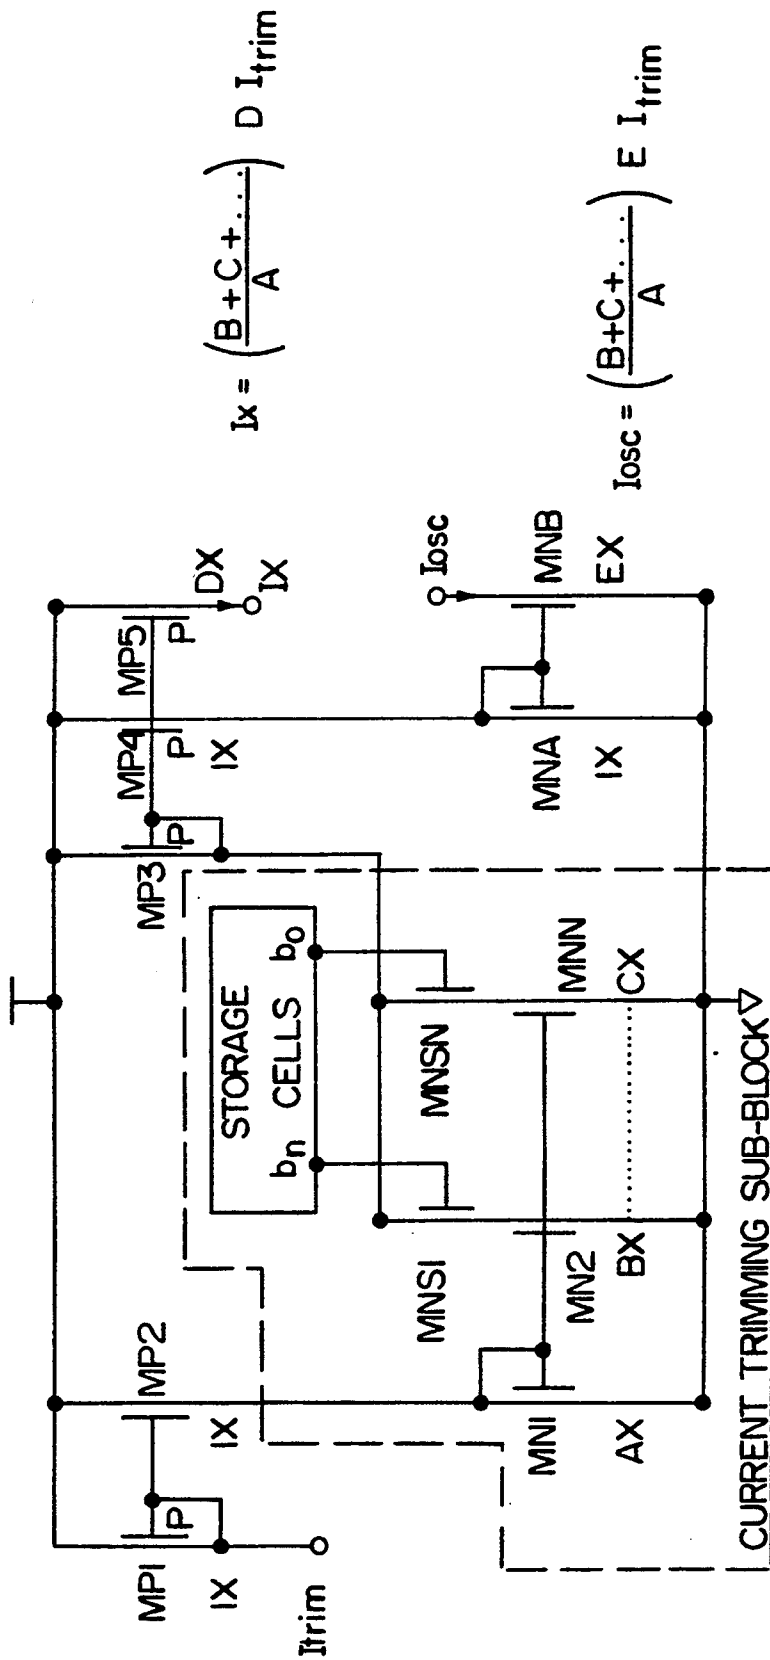 MP1
P
IX
Itrim
MP2
IX
MP3
P
MP4
P
IX
MP5
P
DX
IX
STORAGE
CELLS
bn
b0
MNS1
MNSN
MN1
AX
MN2
BX
MNN
CX
MNA
IX
MNB
EX
Iosc
CURRENT TRIMMING SUB-BLOCK
Ix = (B + C + .... / A) D Itrim
Iosc = (B+C+.... / A) E Itrim